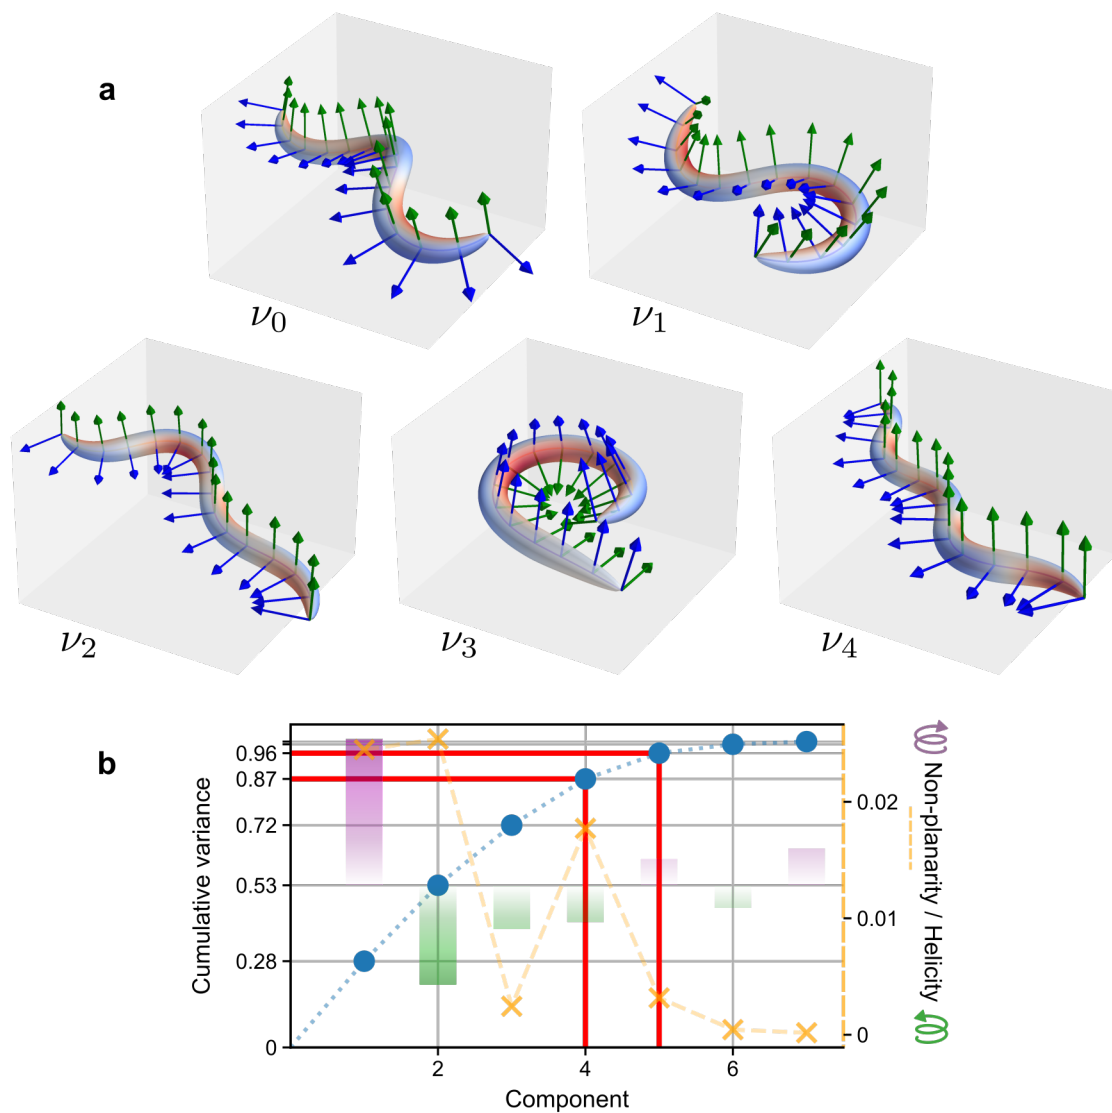 a
ν0
ν1
ν2
ν3
ν4
b
Cumulative variance
0.96
0.87
0.72
0.53
0.28
0
2
4
6
Component
0.02
0.01
0
Non-planarity / Helicity